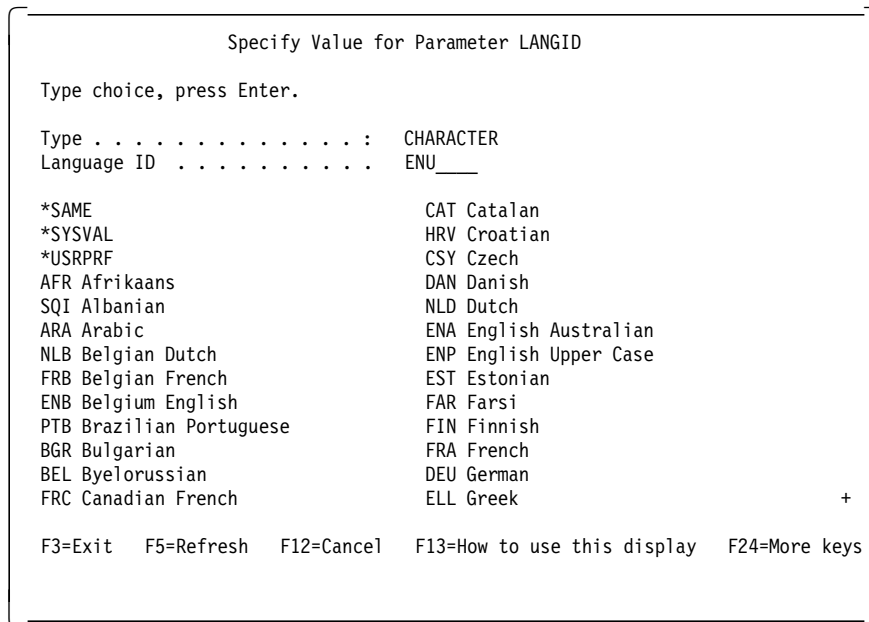 Specify Value for Parameter LANGID
Type choice, press Enter.
Type . . . . . . . . . . . . . : CHARACTER
Language ID . . . . . . . . . . ENU____
*SAME CAT Catalan
*SYSVAL HRV Croatian
*USRPRF CSY Czech
AFR Afrikaans DAN Danish
SQI Albanian NLD Dutch
ARA Arabic ENA English Australian
NLB Belgian Dutch ENP English Upper Case
FRB Belgian French EST Estonian
ENB Belgium English FAR Farsi
PTB Brazilian Portuguese FIN Finnish
BGR Bulgarian FRA French
BEL Byelorussian DEU German
FRC Canadian French ELL Greek +
F3=Exit F5=Refresh F12=Cancel F13=How to use this display F24=More keys